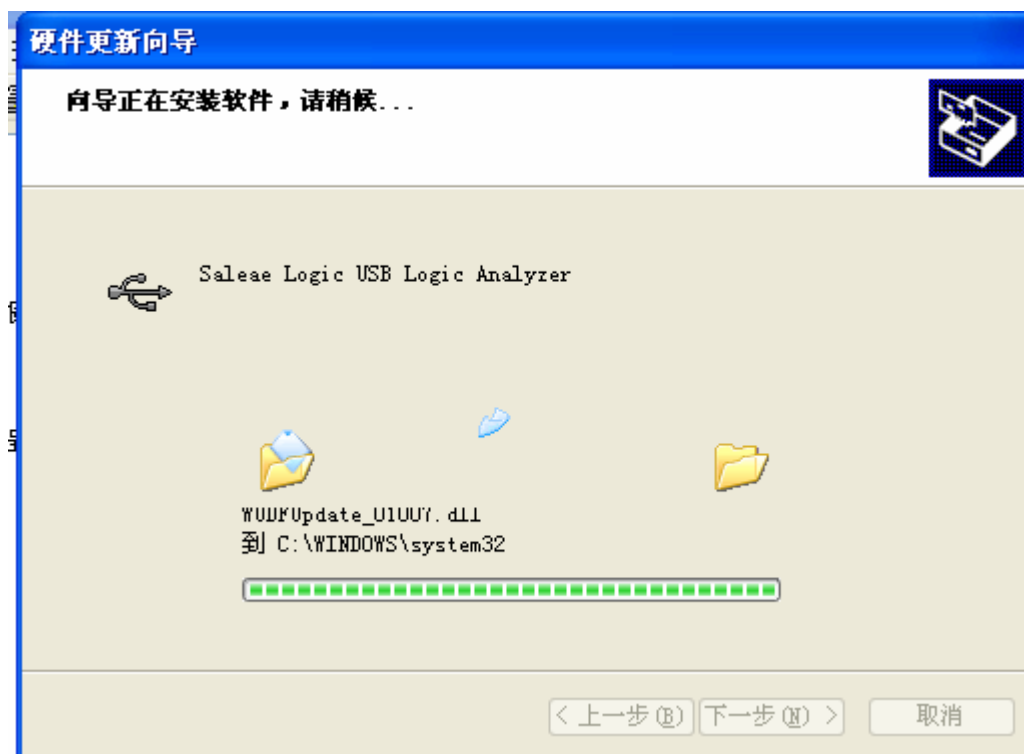 硬件更新向导
向导正在安装软件，请稍候...
Saleae Logic USB Logic Analyzer
WUDFUpdate_01007.dll
到 C:\WINDOWS\system32
< 上一步(B) 下一步(N) > 取消